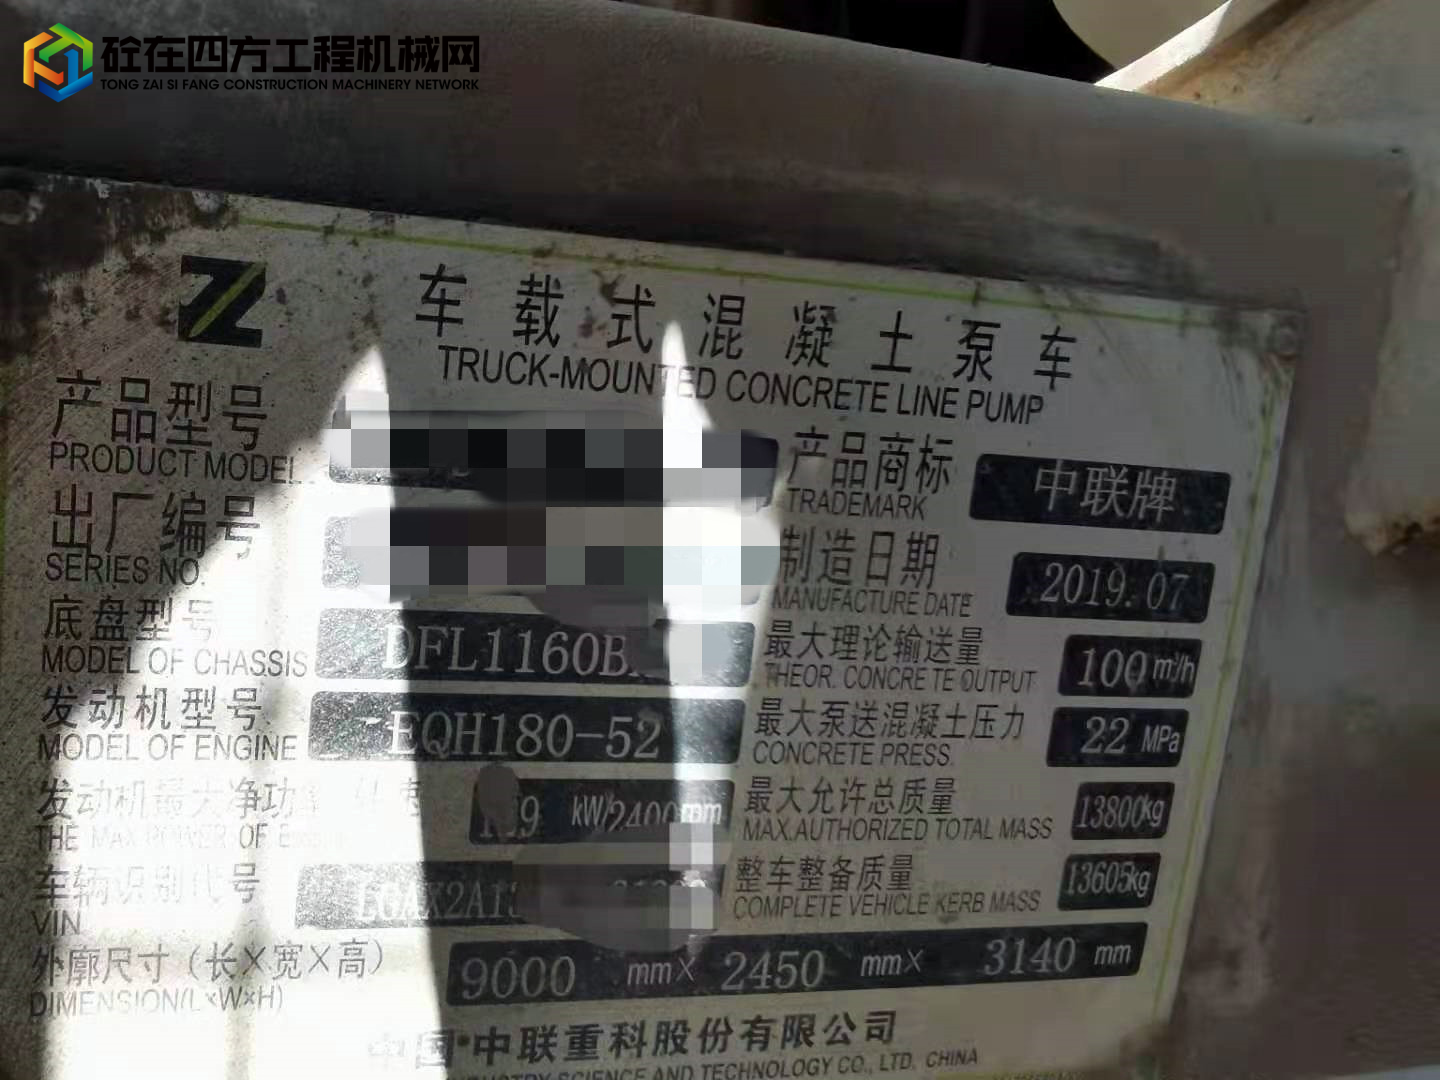 砼在四方工程机械网
TONG ZAI SI FANG CONSTRUCTION MACHINERY NETWORK
车载式混凝土泵车
TRUCK-MOUNTED CONCRETE LINE PUMP
产品型号
PRODUCT MODEL
产品商标 中联牌
TRADEMARK
出厂编号
SERIES NO.
制造日期 2019.07
MANUFACTURE DATE
底盘型号 DFL1160B
MODEL OF CHASSIS
最大理论输送量 100 m³/h
THEOR. CONCRETE OUTPUT
发动机型号 EQH180-52
MODEL OF ENGINE
最大泵送混凝土压力 22 MPa
CONCRETE PRESS.
发动机最大净功 kW/2400
THE MAX POWER OF
最大允许总质量 13800kg
MAX.AUTHORIZED TOTAL MASS
车辆识别代号
VIN
整车整备质量 13605kg
COMPLETE VEHICLE KERB MASS
外廓尺寸（长×宽×高） 9000 mm× 2450 mm× 3140 mm
DIMENSION(L×W×H)
中国·中联重科股份有限公司
INDUSTRY SCIENCE AND TECHNOLOGY CO., LTD. CHINA